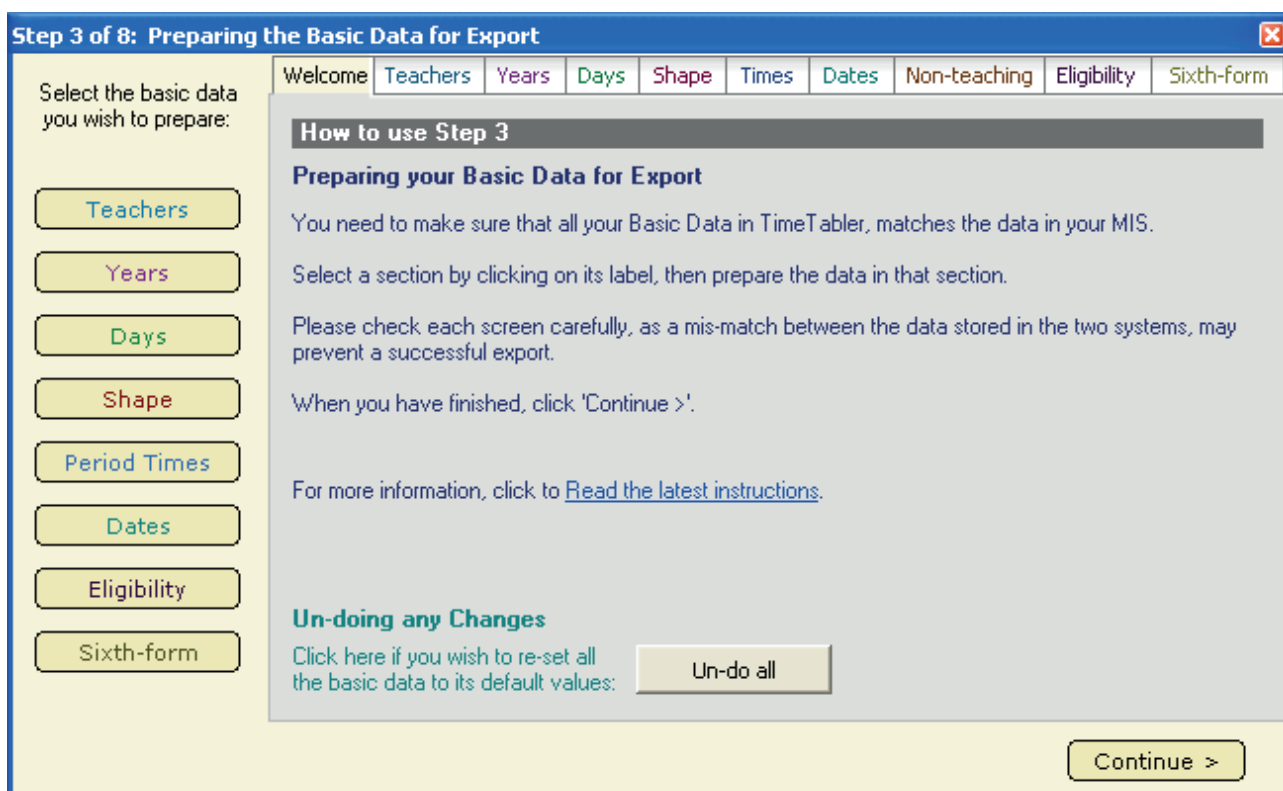 Step 3 of 8: Preparing the Basic Data for Export
Select the basic data
you wish to prepare:
Teachers
Years
Days
Shape
Period Times
Dates
Eligibility
Sixth-form
Welcome Teachers Years Days Shape Times Dates Non-teaching Eligibility Sixth-form
How to use Step 3
Preparing your Basic Data for Export
You need to make sure that all your Basic Data in TimeTabler, matches the data in your MIS.
Select a section by clicking on its label, then prepare the data in that section.
Please check each screen carefully, as a mis-match between the data stored in the two systems, may
prevent a successful export.
When you have finished, click 'Continue >'.
For more information, click to Read the latest instructions.
Un-doing any Changes
Click here if you wish to re-set all
the basic data to its default values:
Un-do all
Continue >